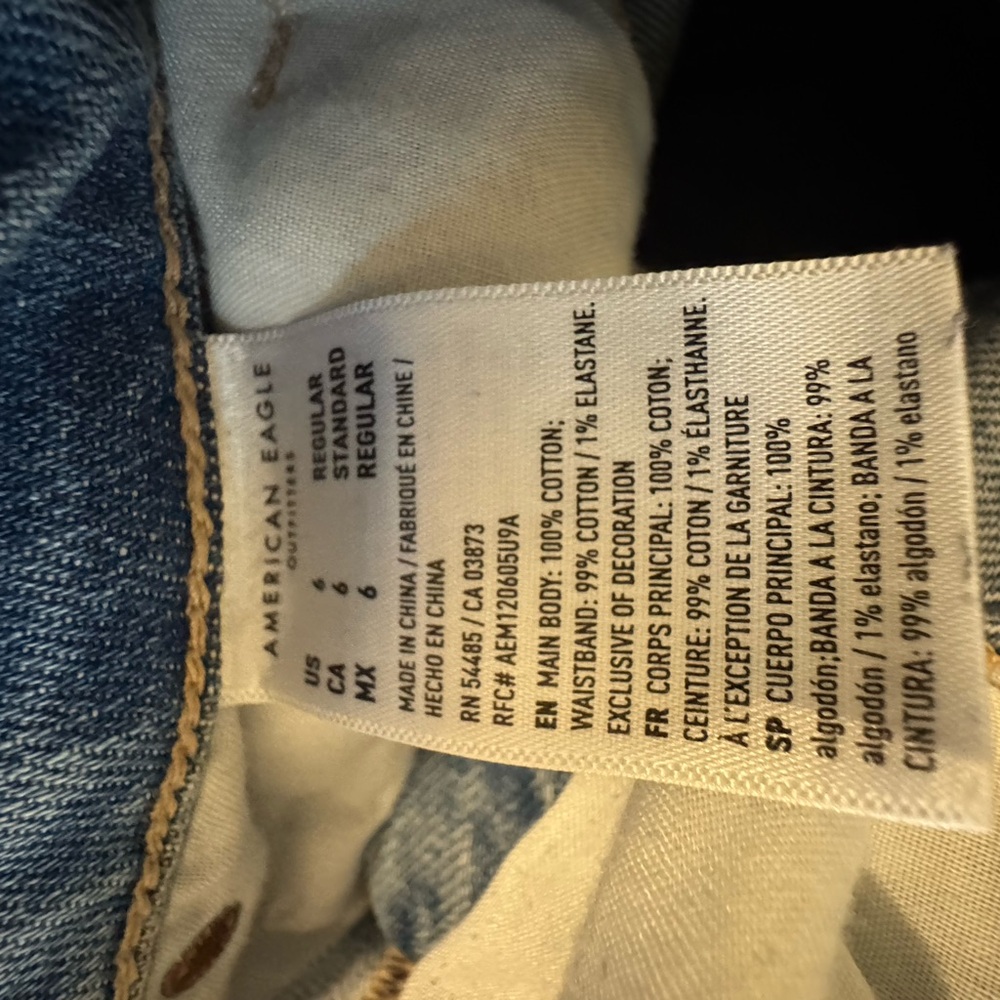 AMERICAN EAGLE
OUTFITTERS
US 6 REGULAR
CA 6 STANDARD
MX 6 REGULAR
MADE IN CHINA / FABRIQUÉ EN CHINE /
HECHO EN CHINA
RN 54485 / CA 03873
RFC# AEM120605U9A
EN MAIN BODY: 100% COTTON;
WAISTBAND: 99% COTTON / 1% ELASTANE.
EXCLUSIVE OF DECORATION
FR CORPS PRINCIPAL: 100% COTON;
CEINTURE: 99% COTON / 1% ÉLASTHANNE.
À L'EXCEPTION DE LA GARNITURE
SP CUERPO PRINCIPAL: 100%
algodón;BANDA A LA CINTURA: 99%
algodón / 1% elastano; BANDA A LA
CINTURA: 99% algodón / 1% elastano